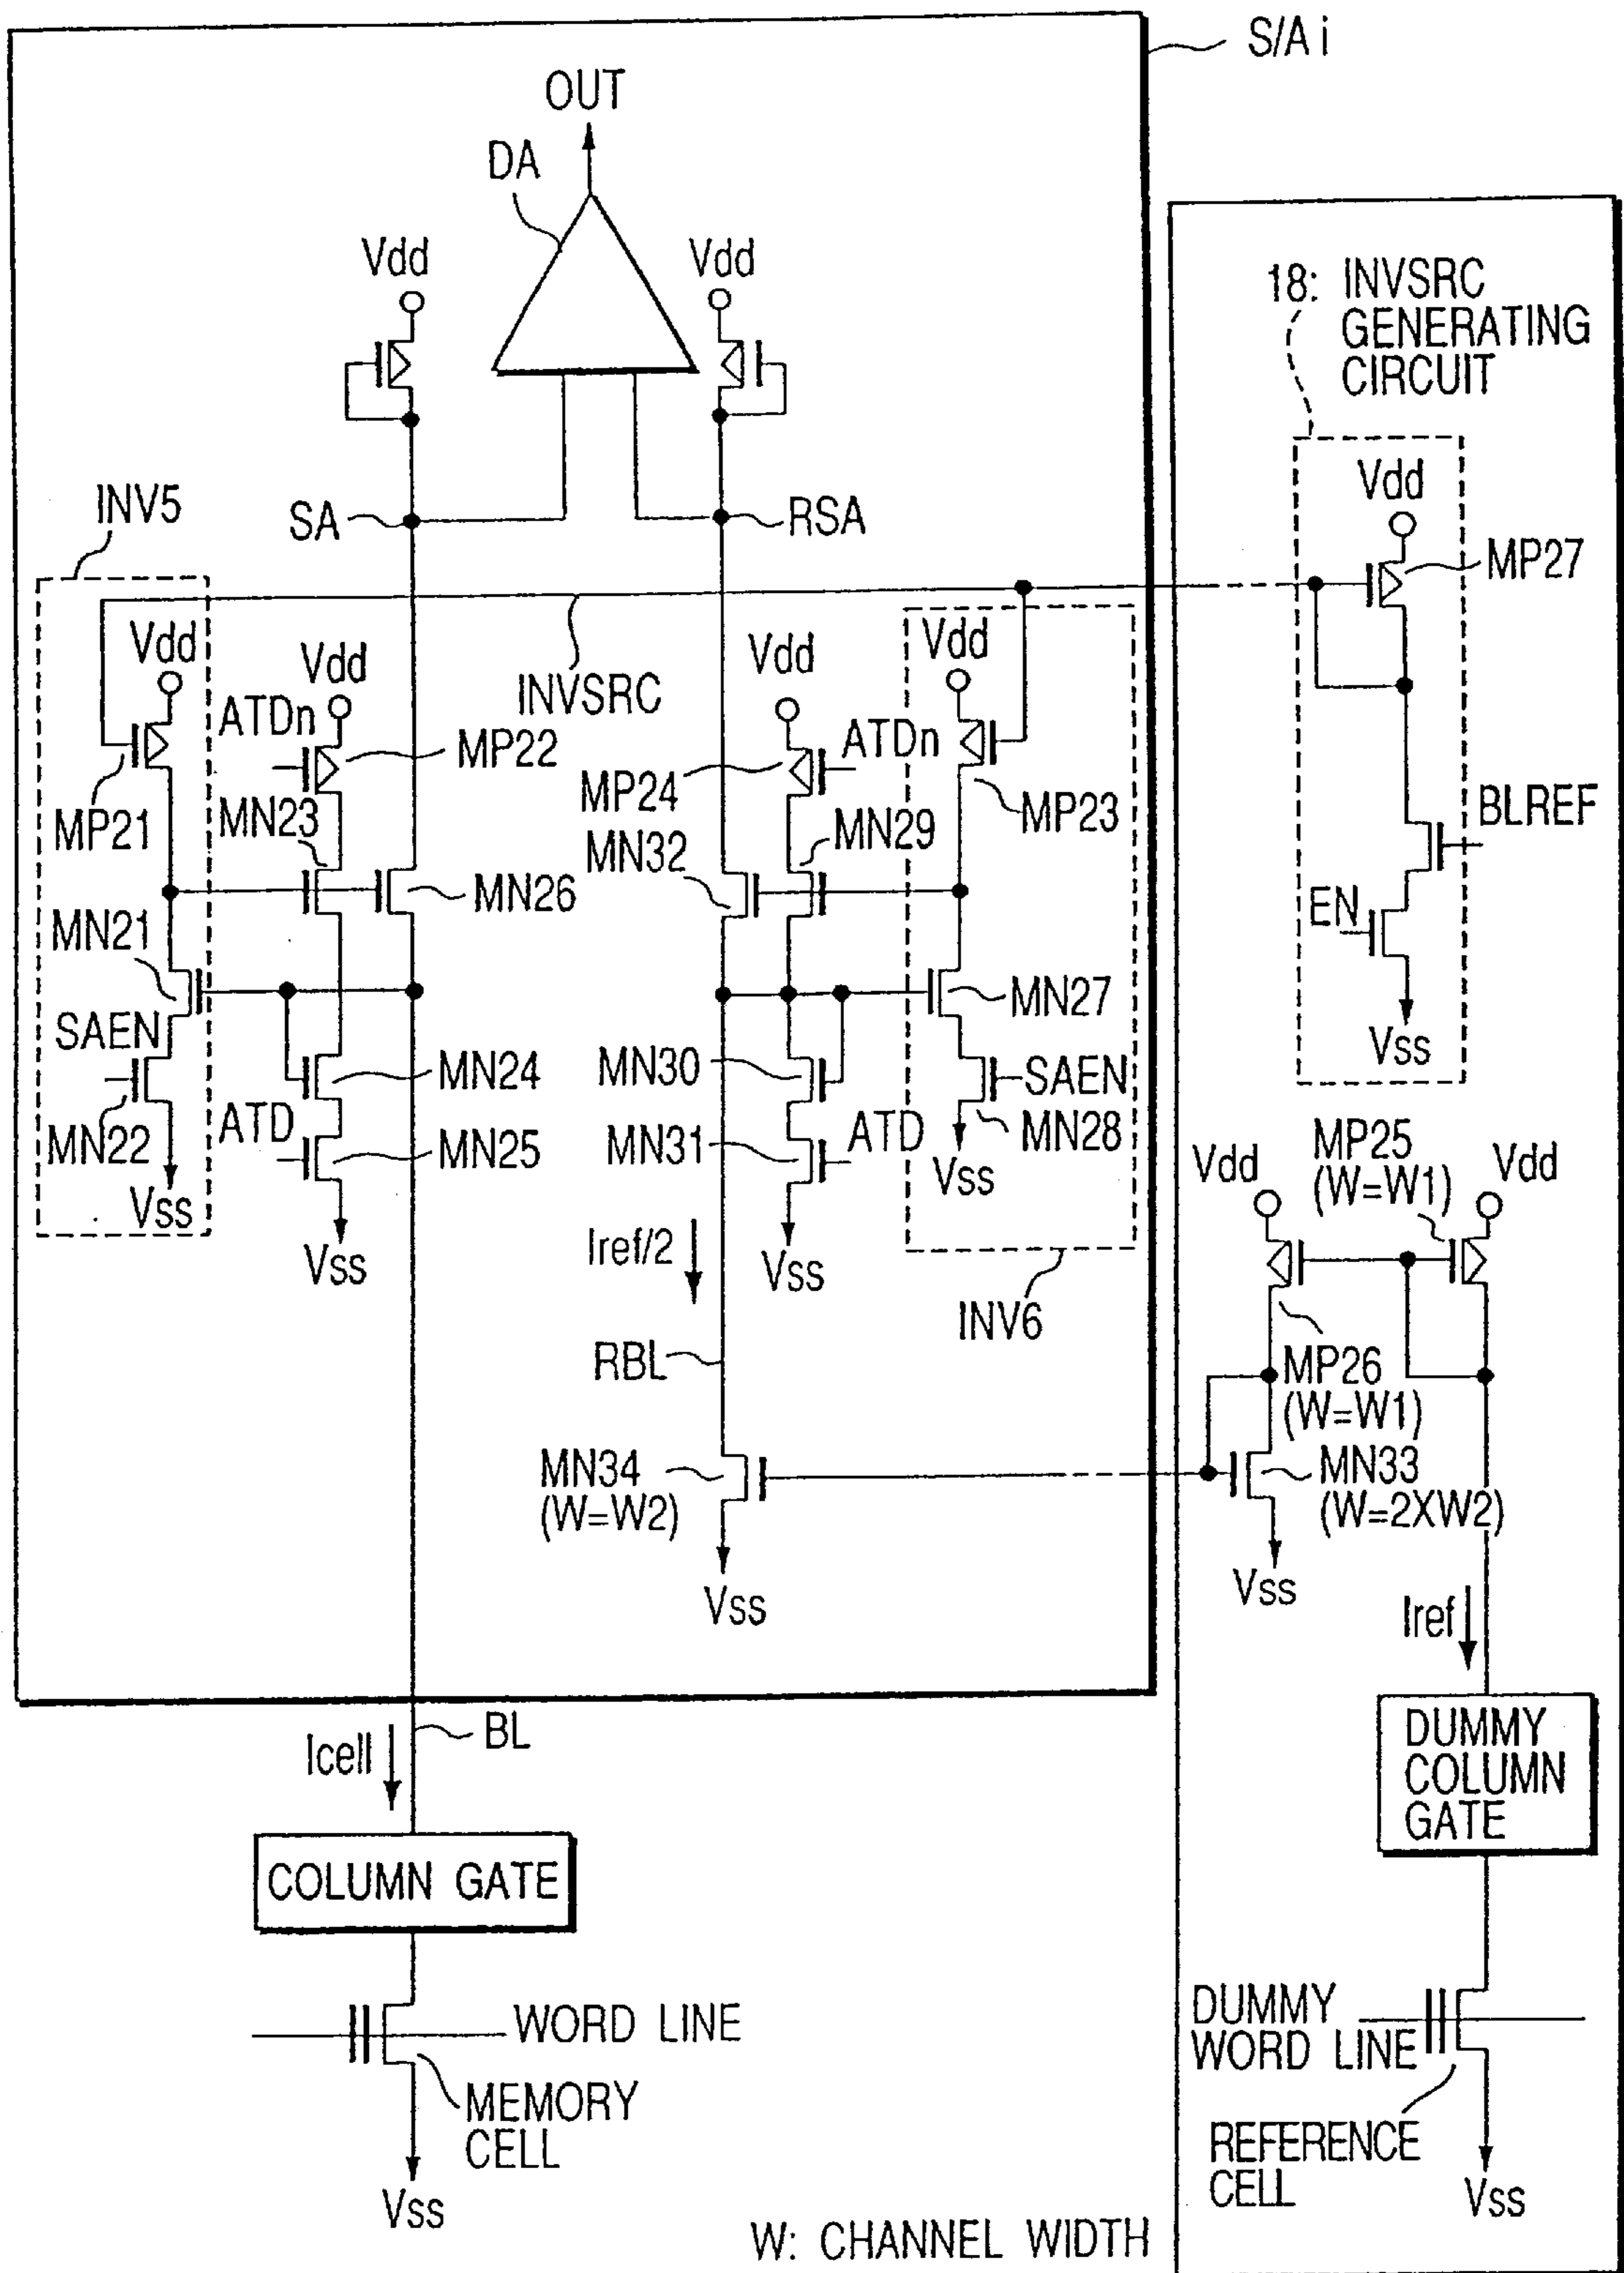 S/Ai
OUT
DA
Vdd
Vdd
18: INVSRC
GENERATING
CIRCUIT
INV5
SA
RSA
Vdd
MP27
INVSRC
Vdd
Vdd
ATDn
MP22
MP21
MN23
MN26
Vdd
ATDn
MP24
Vdd
MP23
MN29
MN32
BLREF
EN
Vss
MN21
SAEN
MN22
Vss
MN24
ATD
MN25
Vss
MN27
MN30
SAEN
MN28
MN31
ATD
Vss
Vss
Iref/2
INV6
RBL
MP25
(W=W1)
Vdd
Vdd
MP26
(W=W1)
MN34
(W=W2)
MN33
(W=2XW2)
Vss
Vss
Iref
Icell
BL
DUMMY
COLUMN
GATE
COLUMN GATE
WORD LINE
MEMORY
CELL
Vss
DUMMY
WORD LINE
REFERENCE
CELL
Vss
W: CHANNEL WIDTH